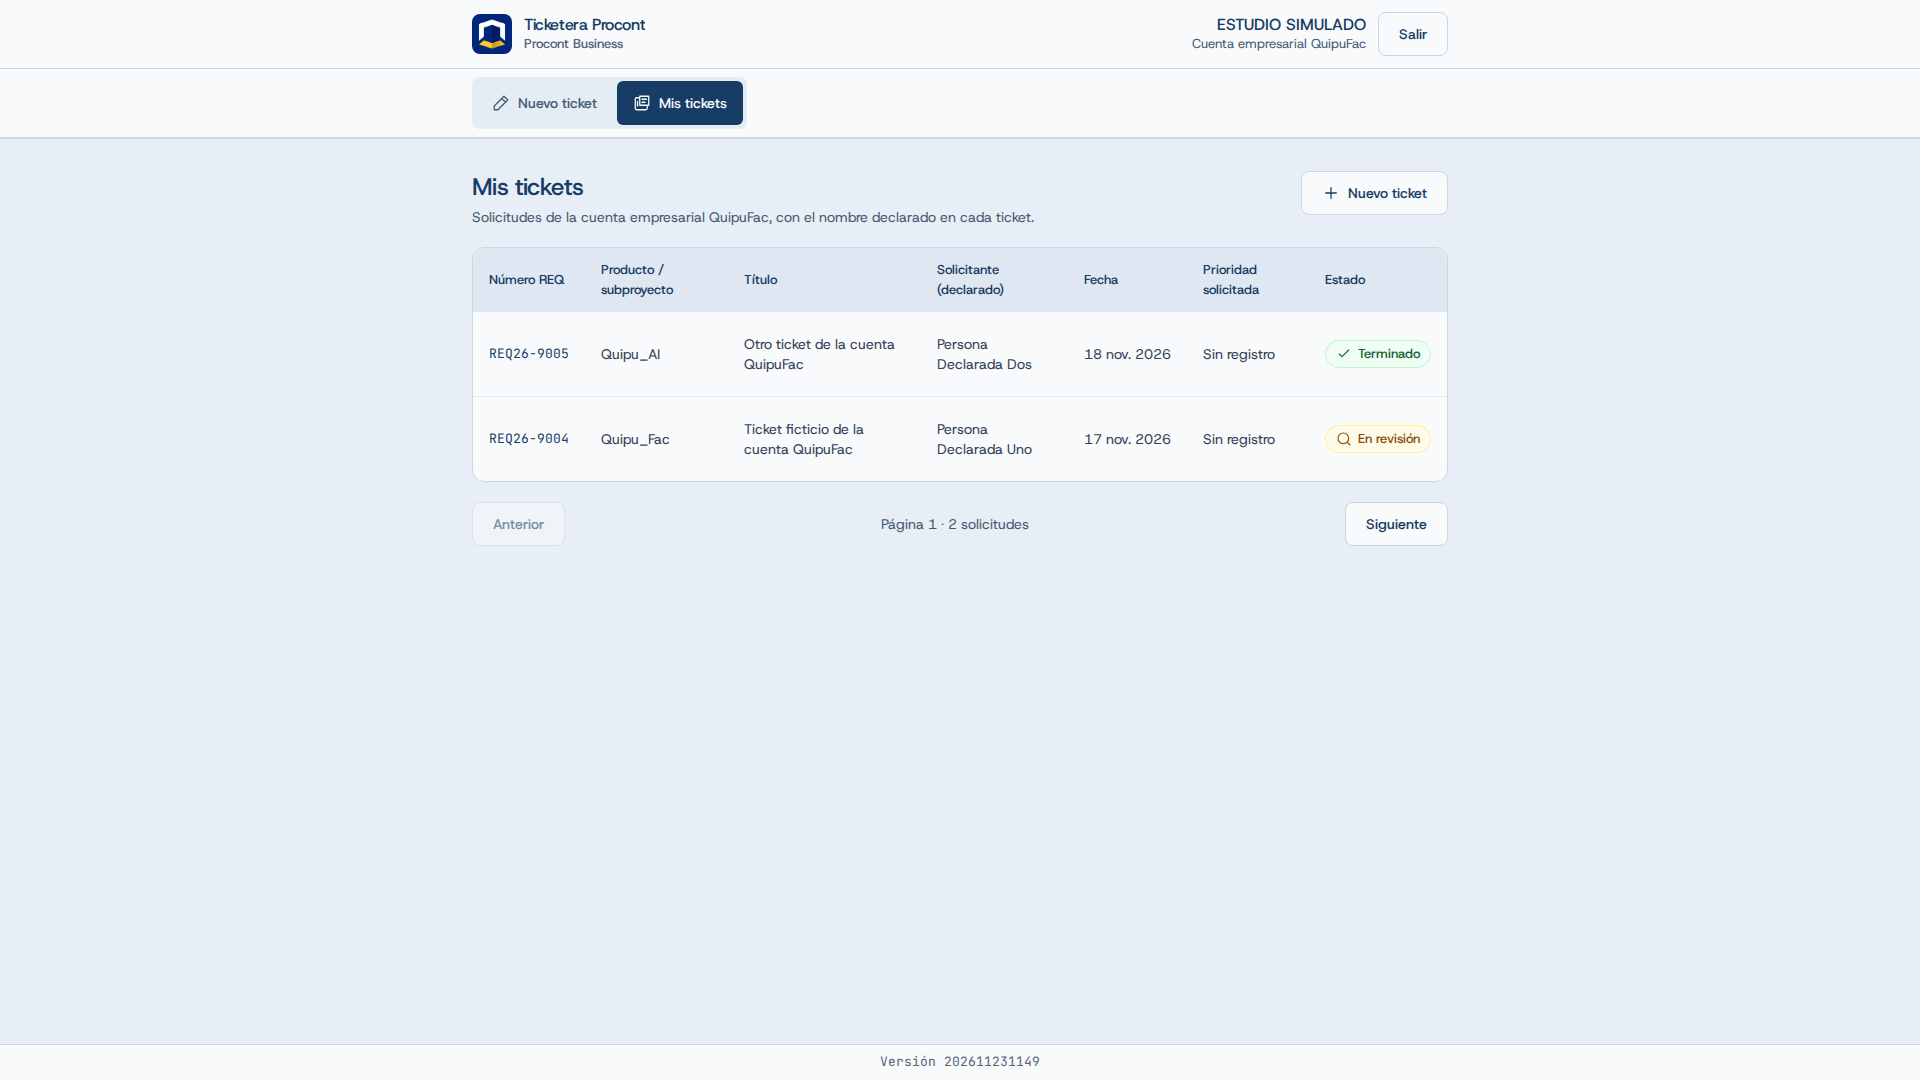 Ticketera Procont
Procont Business
ESTUDIO SIMULADO
Cuenta empresarial QuipuFac
Salir
Nuevo ticket
Mis tickets
Mis tickets
Solicitudes de la cuenta empresarial QuipuFac, con el nombre declarado en cada ticket.
Nuevo ticket
Número REQ
Producto /
subproyecto
Título
Solicitante
(declarado)
Fecha
Prioridad
solicitada
Estado
REQ26-9005
Quipu_AI
Otro ticket de la cuenta
QuipuFac
Persona
Declarada Dos
18 nov. 2026
Sin registro
Terminado
REQ26-9004
Quipu_Fac
Ticket ficticio de la
cuenta QuipuFac
Persona
Declarada Uno
17 nov. 2026
Sin registro
En revisión
Anterior
Página 1 · 2 solicitudes
Siguiente
Versión 202611231149